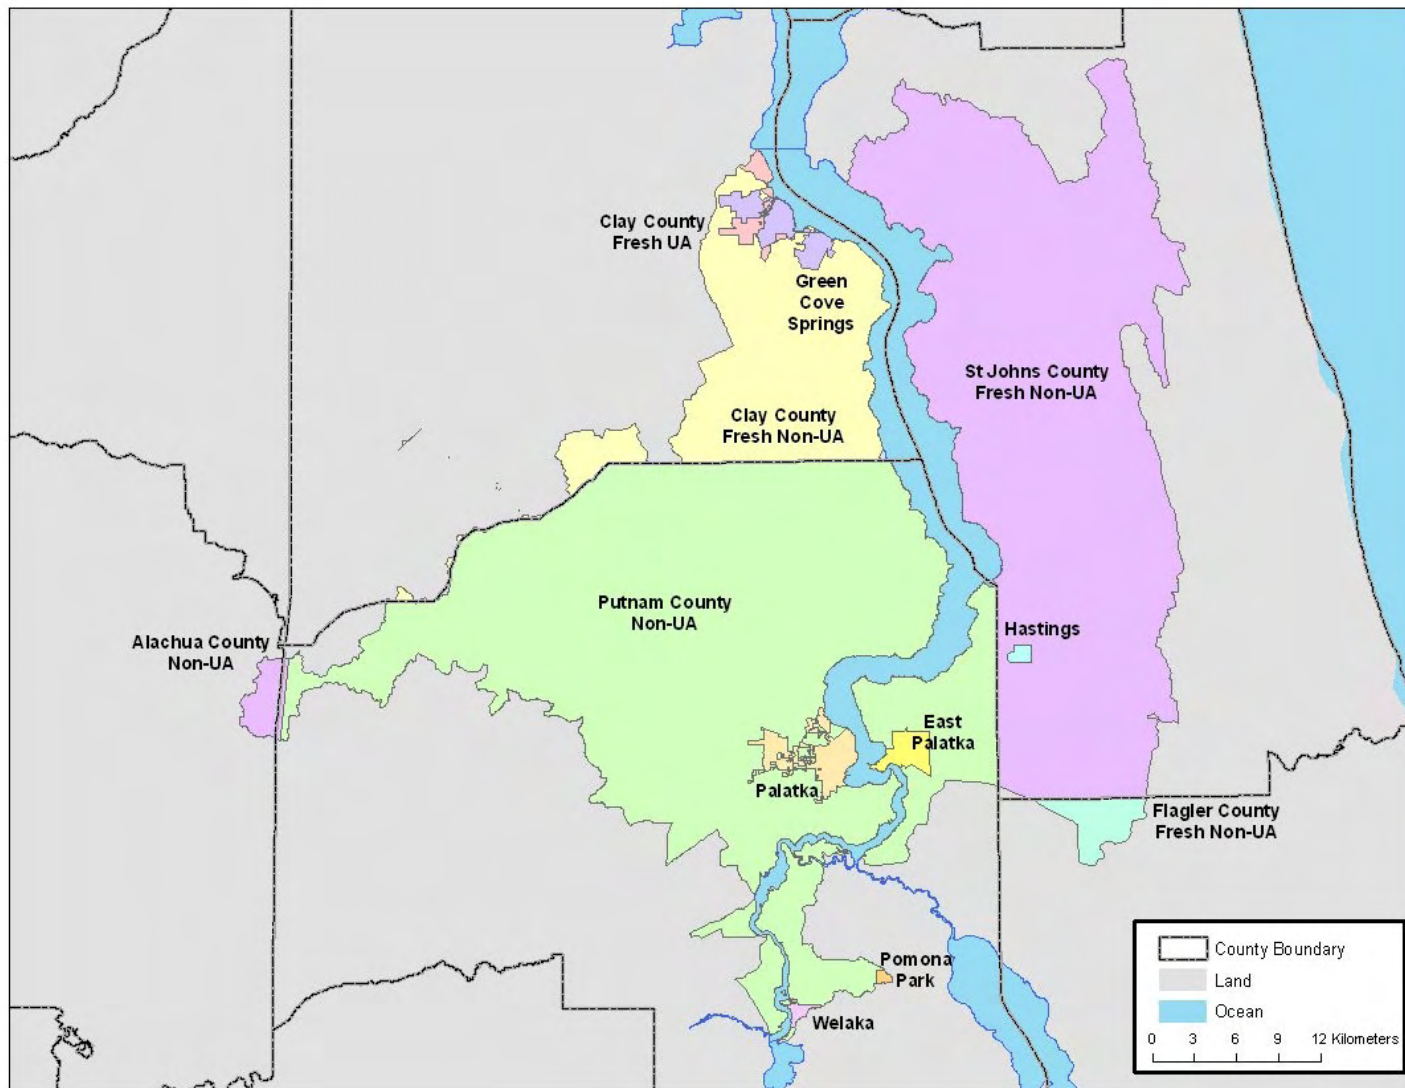 Clay County
Fresh UA
Green
Cove
Springs
St Johns County
Fresh Non-UA
Clay County
Fresh Non-UA
Putnam County
Non-UA
Alachua County
Non-UA
Hastings
East
Palatka
Palatka
Flagler County
Fresh Non-UA
Pomona
Park
Welaka
County Boundary
Land
Ocean
0 3 6 9 12 Kilometers